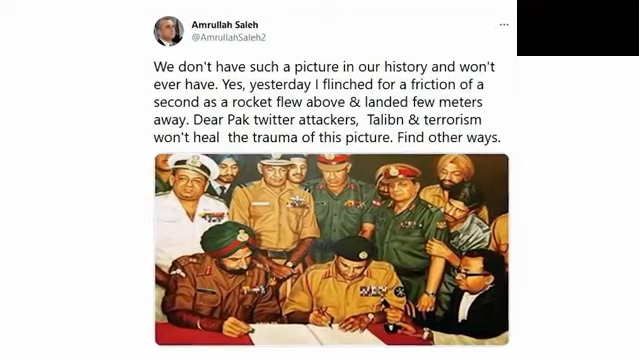 Amrullah Saleh
@AmrullahSaleh2
We don't have such a picture in our history and won't
ever have. Yes, yesterday I flinched for a friction of a
second as a rocket flew above & landed few meters
away. Dear Pak twitter attackers, Talibn & terrorism
won't heal the trauma of this picture. Find other ways.